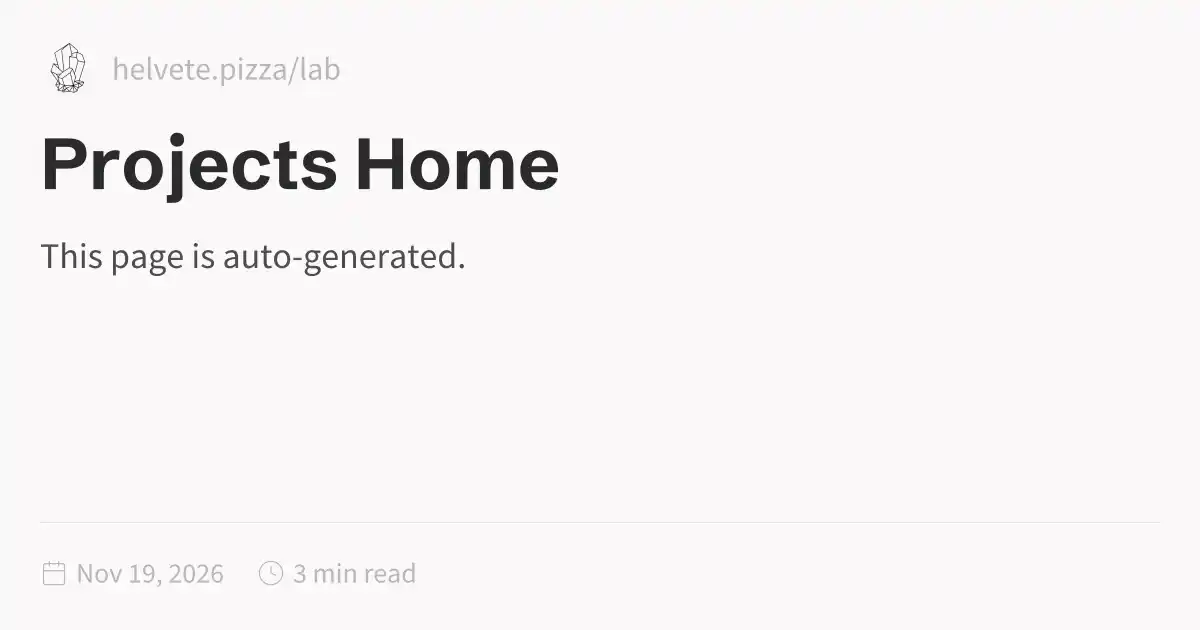 helvete.pizza/lab
Projects Home
This page is auto-generated.
Nov 19, 2026 3 min read